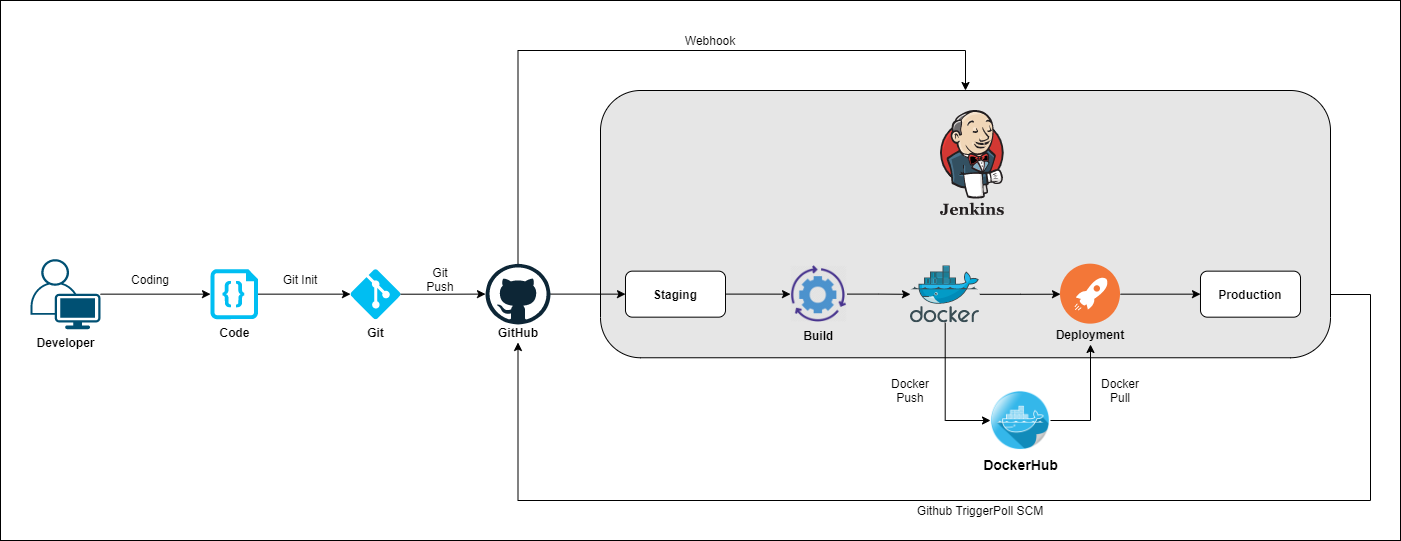 Webhook
Jenkins
Coding
Git Init
Git
Push
Developer
Code
Git
GitHub
Staging
Build
docker
Deployment
Production
Docker
Push
Docker
Pull
DockerHub
Github TriggerPoll SCM